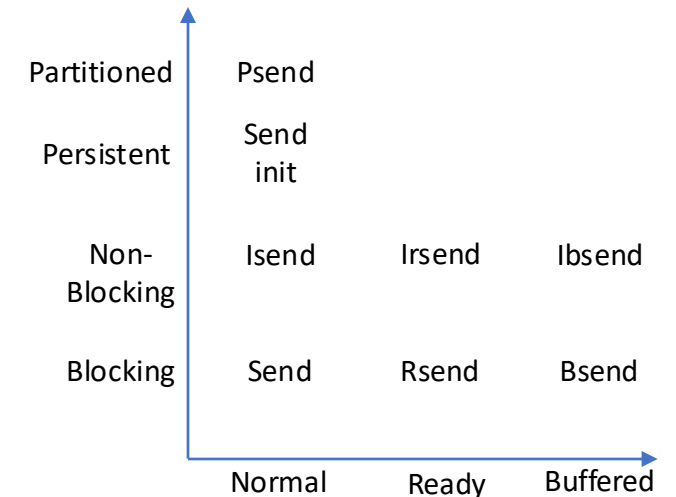 Partitioned Psend
Persistent Send
init
Non-
Blocking Isend Irsend Ibsend
Blocking Send Rsend Bsend
Normal Ready Buffered